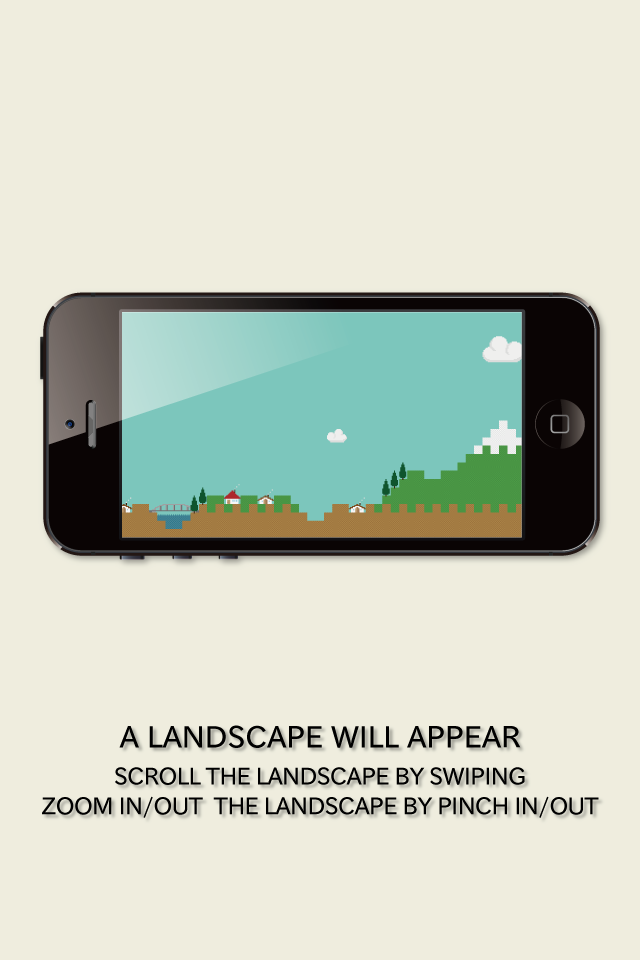 A LANDSCAPE WILL APPEAR
SCROLL THE LANDSCAPE BY SWIPING
ZOOM IN/OUT THE LANDSCAPE BY PINCH IN/OUT